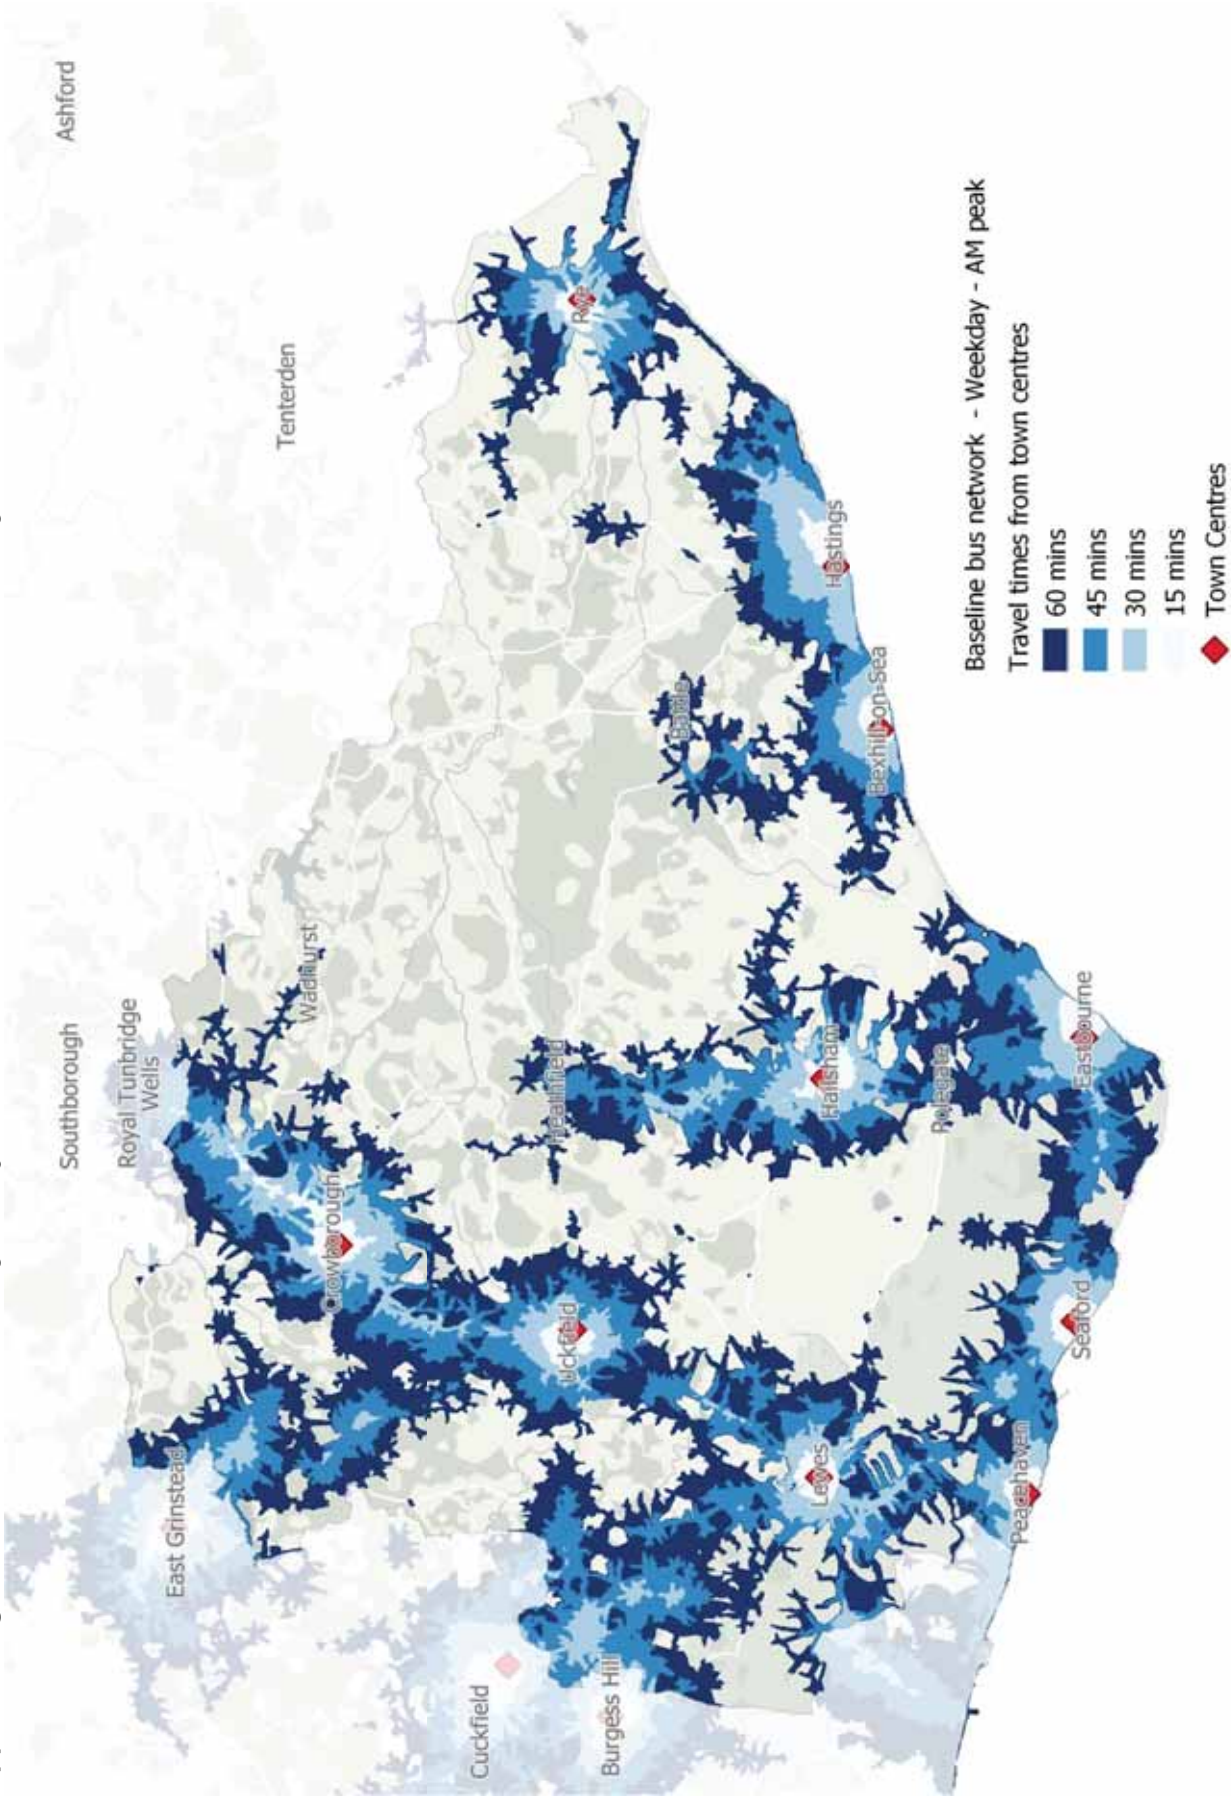 Ashford
Tenterden
Southborough
Royal Tunbridge
Wells
Wadhurst
East Grinstead
Crowborough
Rye
Cuckfield
Uckfield
Heathfield
Burgess Hill
Battle
Hastings
Hailsham
Lewes
Bexhill-on-Sea
Polegate
Peacehaven
Seaford
Eastbourne
Baseline bus network - Weekday - AM peak
Travel times from town centres
60 mins
45 mins
30 mins
15 mins
Town Centres